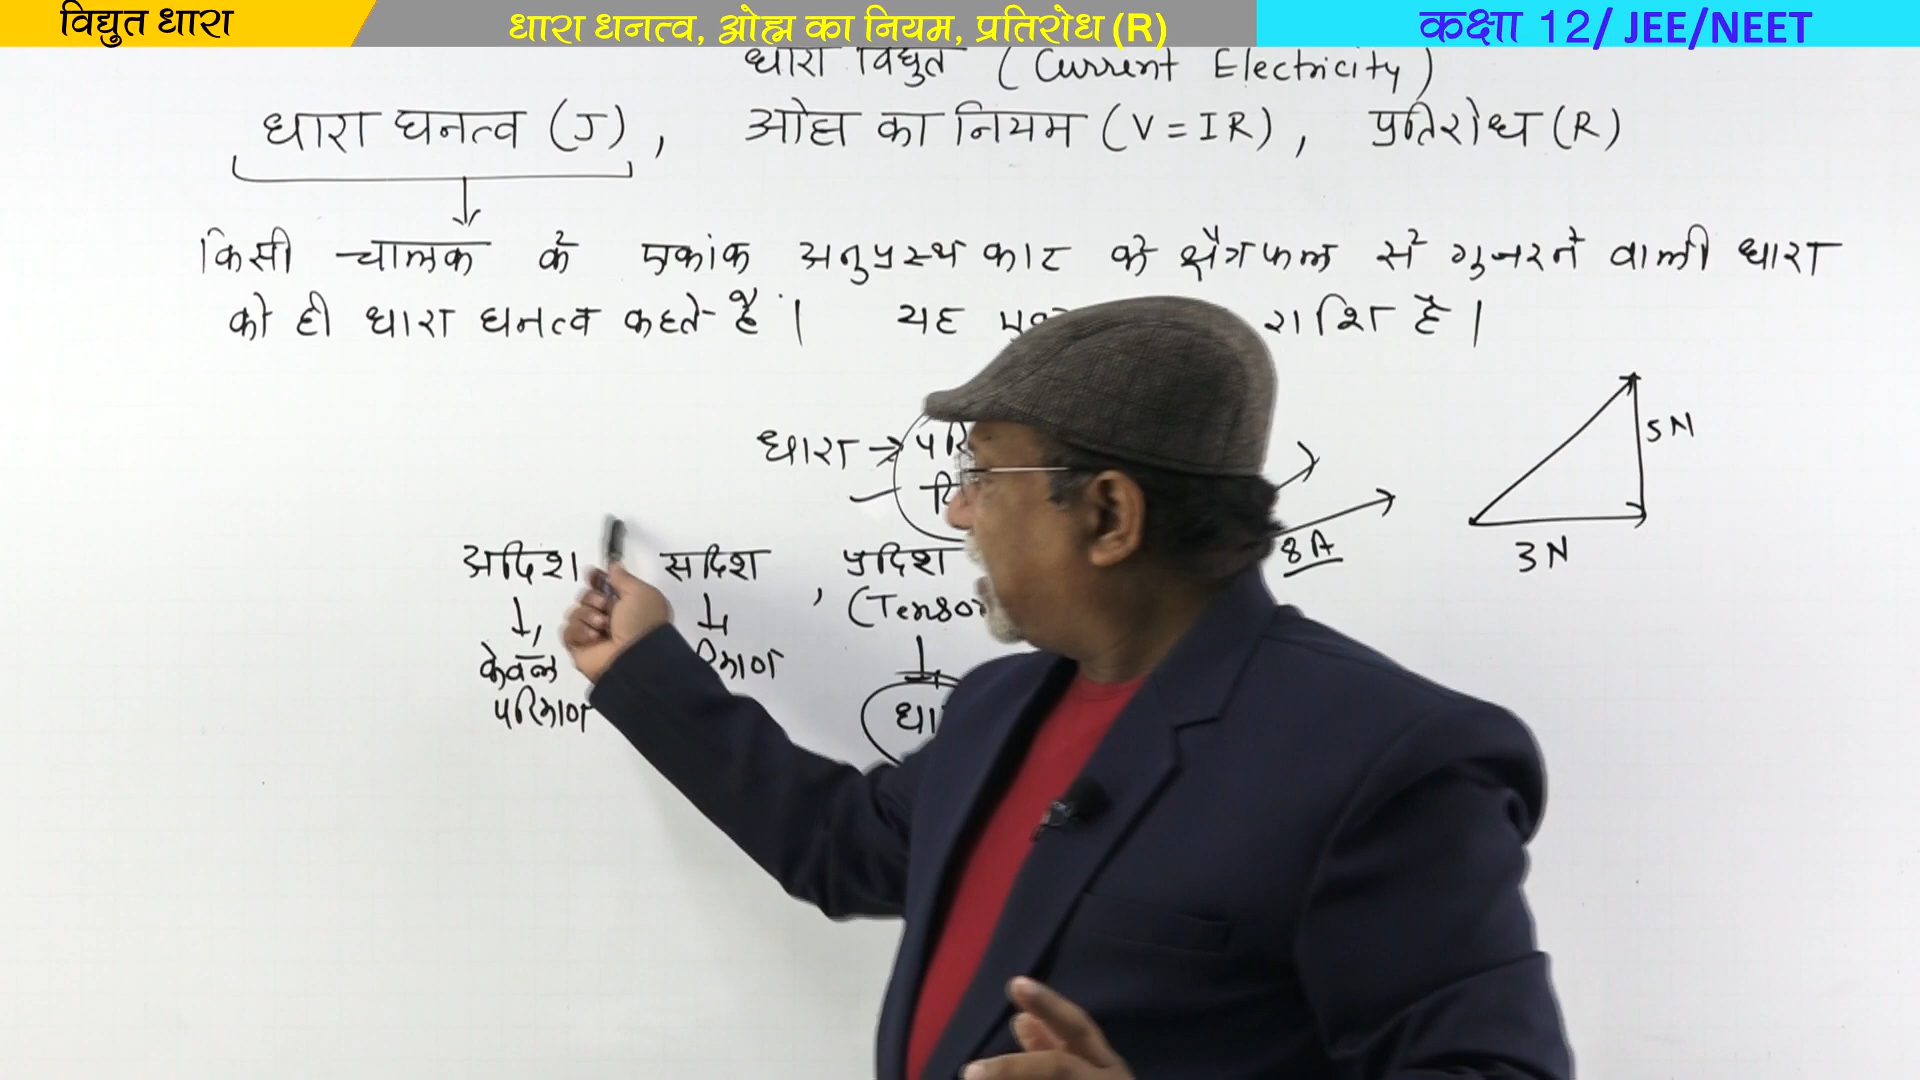 विद्युत धारा
धारा धनत्व, ओह्म का नियम, प्रतिरोध (R)
कक्षा 12/ JEE/NEET
धारा विद्युत (Current Electricity)
धारा घनत्व (J), ओह्म का नियम (V = IR), प्रतिरोध (R)
किसी चालक के एकांक अनुप्रस्थ काट के क्षेत्रफल से गुजरने वाली धारा
को ही धारा घनत्व कहते हैं। यह राशि है।
धारा →
5N
8A
3N
अदिश सदिश , प्रदिश
(Tensor
केवल
परिमाण